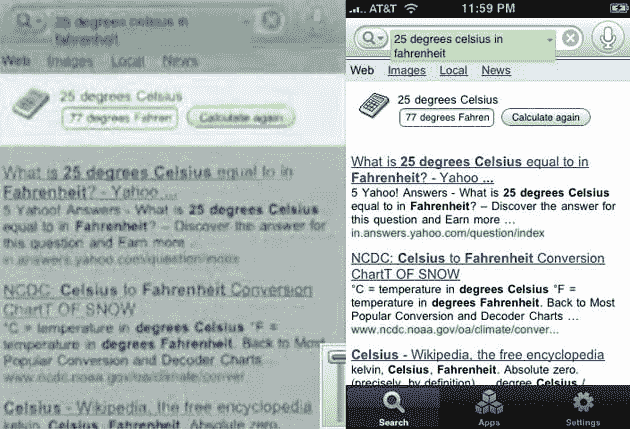 25 degrees celsius in
fahrenheit
Web Images Local News
25 degrees Celsius
77 degrees Fahren
Calculate again
What is 25 degrees Celsius equal to in
Fahrenheit? - Yahoo ...
5 Yahoo! Answers - What is 25 degrees Celsius
equal to in Fahrenheit? – Discover the answer for
this question and Earn more ...
in.answers.yahoo.com/question/index
NCDC: Celsius to Fahrenheit Conversion
ChartT OF SNOW
°C = temperature in degrees Celsius °F =
temperature in degrees Fahrenheit. Back to Most
Popular Conversion and Decoder Charts
www.ncdc.noaa.gov/oa/climate/conver
Celsius - Wikipedia, the free encyclopedia
kelvin, Celsius, Fahrenheit. Absolute zero.
AT&T 11:59 PM
25 degrees celsius in
fahrenheit
Web Images Local News
25 degrees Celsius
77 degrees Fahren
Calculate again
What is 25 degrees Celsius equal to in
Fahrenheit? - Yahoo ...
5 Yahoo! Answers - What is 25 degrees Celsius
equal to in Fahrenheit? – Discover the answer for
this question and Earn more ...
in.answers.yahoo.com/question/index
NCDC: Celsius to Fahrenheit Conversion
ChartT OF SNOW
°C = temperature in degrees Celsius °F =
temperature in degrees Fahrenheit. Back to Most
Popular Conversion and Decoder Charts ...
www.ncdc.noaa.gov/oa/climate/conver...
Celsius - Wikipedia, the free encyclopedia
kelvin, Celsius, Fahrenheit. Absolute zero.
(precisely, by definition) ... degree Celsius /
Search Apps Settings